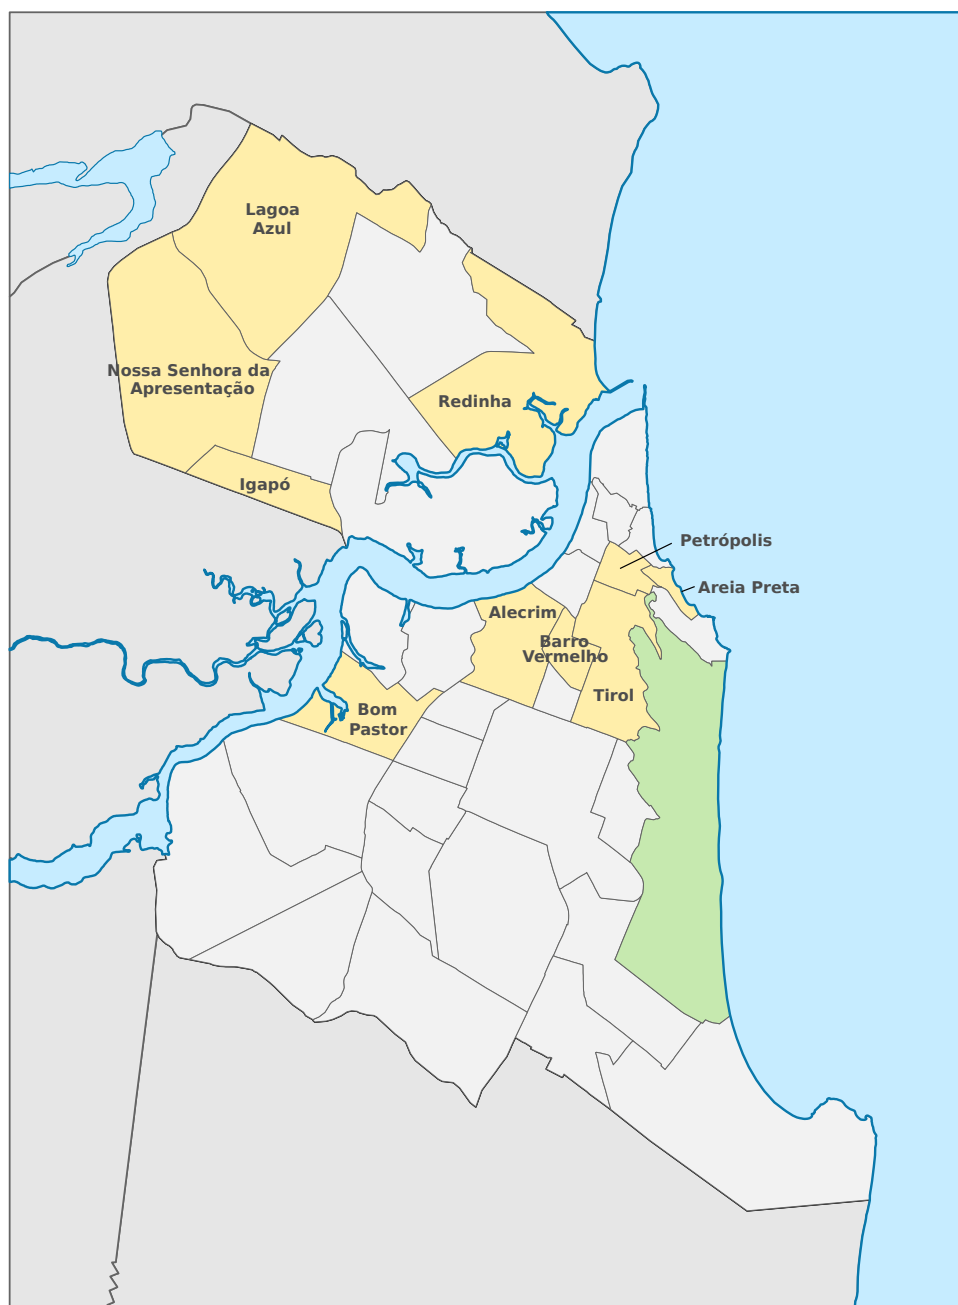 Lagoa
Azul
Nossa Senhora da
Apresentação
Redinha
Igapó
Petrópolis
Areia Preta
Alecrim
Barro
Vermelho
Tirol
Bom
Pastor